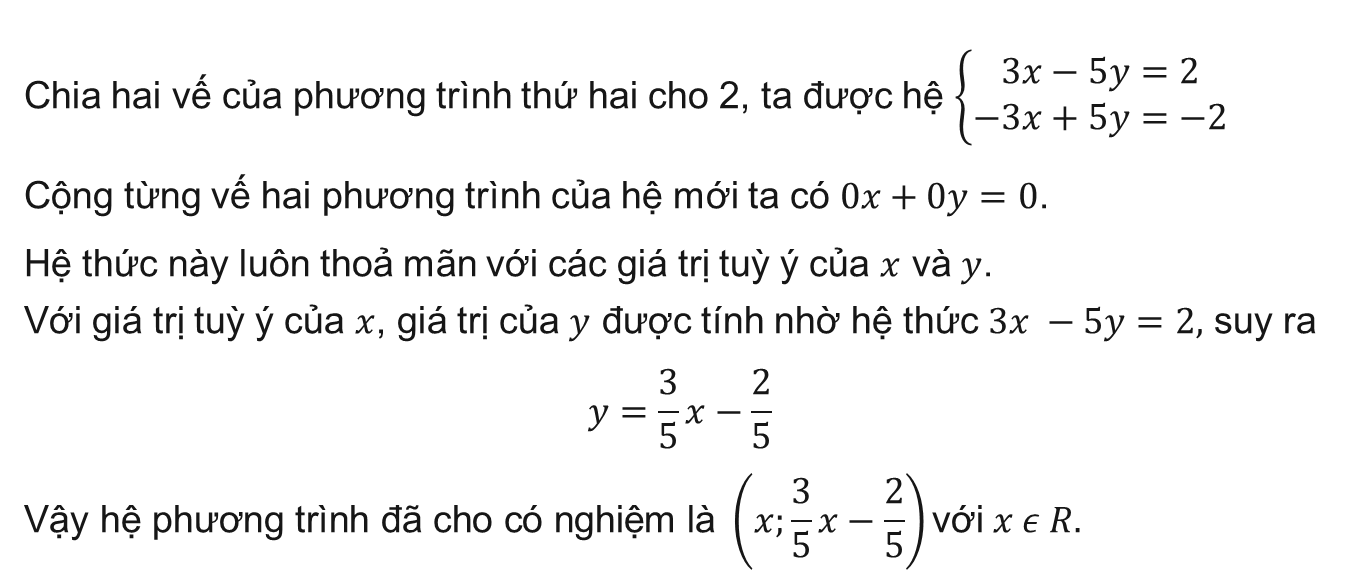 Chia hai vế của phương trình thứ hai cho 2, ta được hệ { 3x − 5y = 2
−3x + 5y = −2
Cộng từng vế hai phương trình của hệ mới ta có 0x + 0y = 0.
Hệ thức này luôn thoả mãn với các giá trị tuỳ ý của x và y.
Với giá trị tuỳ ý của x, giá trị của y được tính nhờ hệ thức 3x − 5y = 2, suy ra
y = 3/5 x − 2/5
Vậy hệ phương trình đã cho có nghiệm là (x; 3/5 x − 2/5) với x ϵ R.